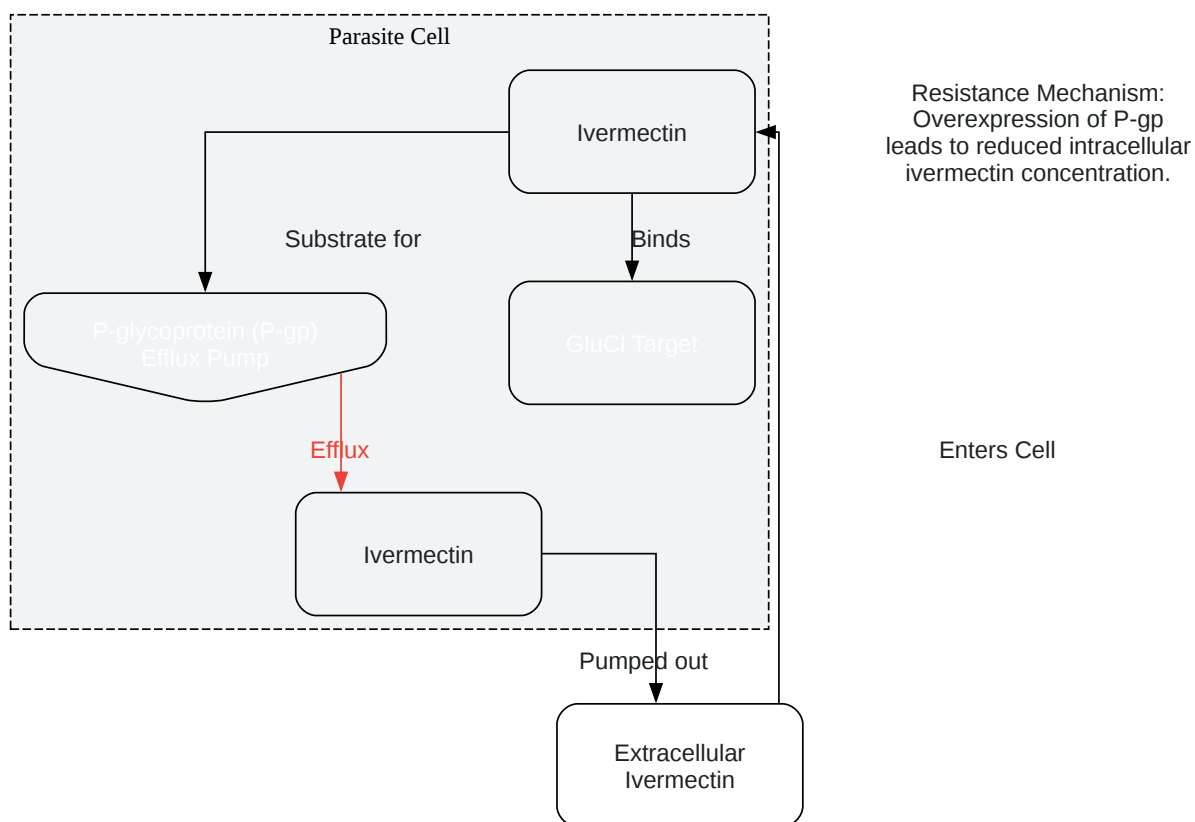 Parasite Cell
Ivermectin
Resistance Mechanism:
Overexpression of P-gp
leads to reduced intracellular
ivermectin concentration.
Substrate for
Binds
P-glycoprotein (P-gp)
Efflux Pump
GluCl Target
Efflux
Enters Cell
Ivermectin
Pumped out
Extracellular
Ivermectin